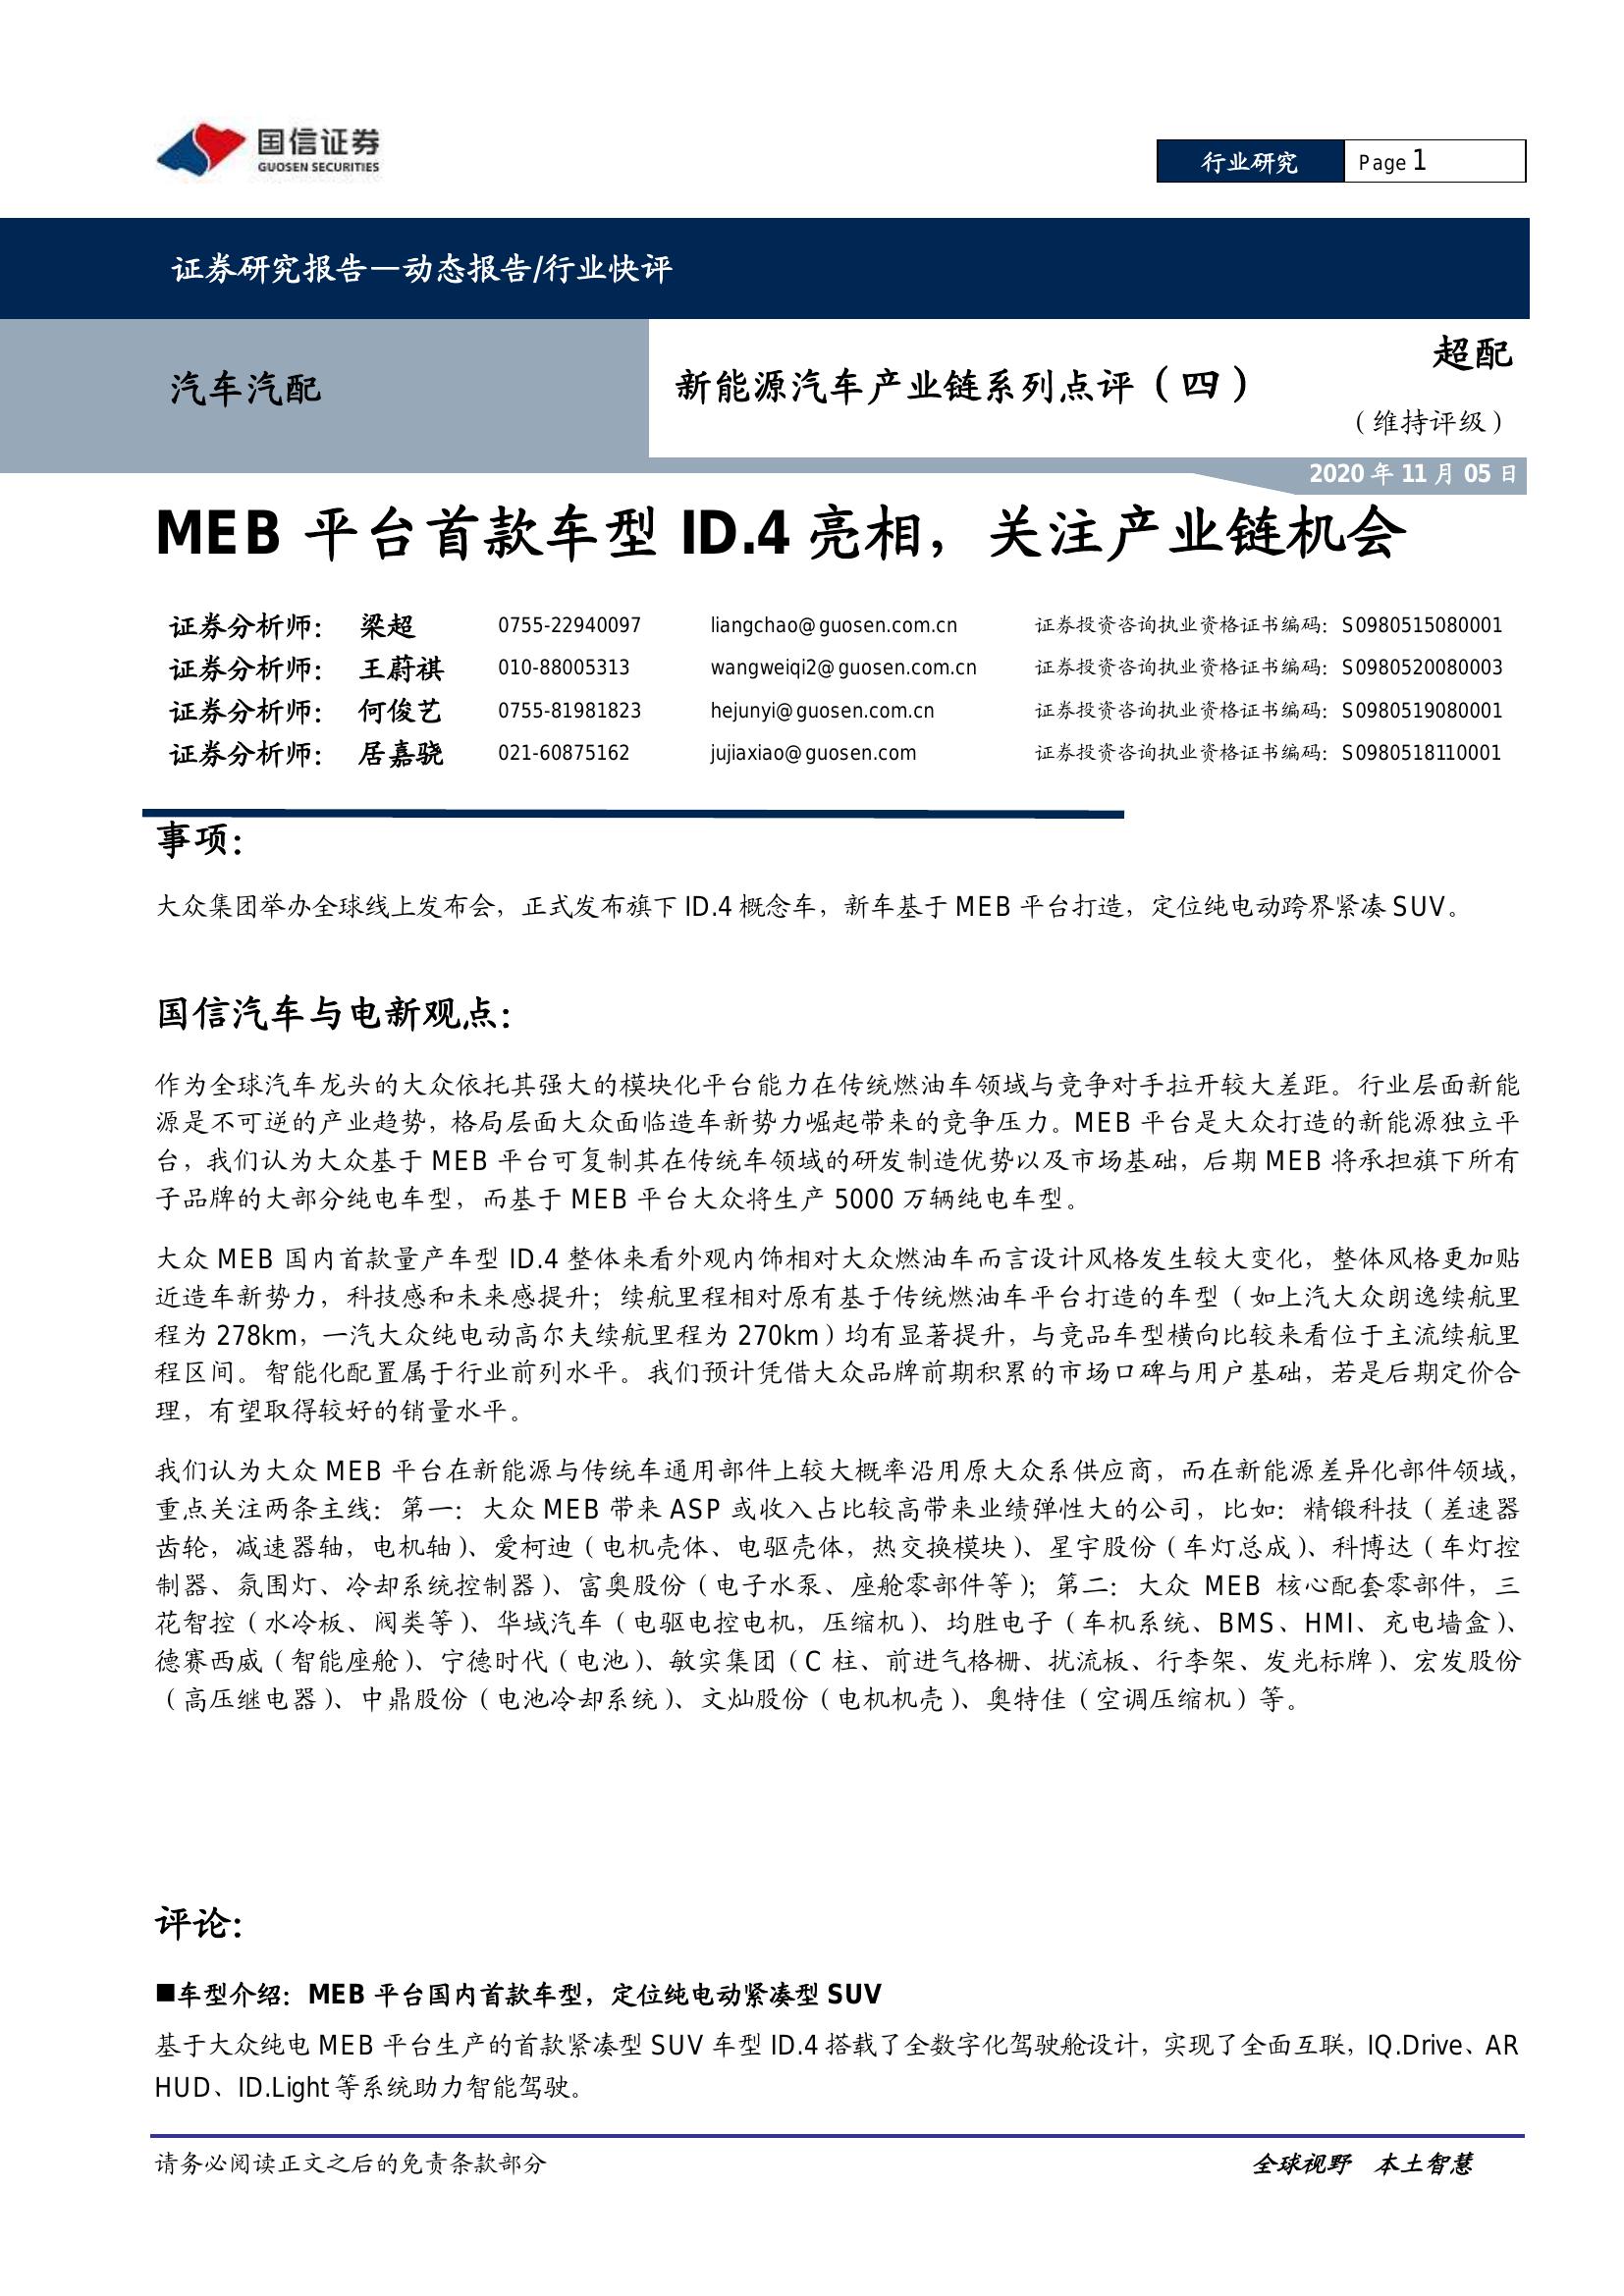 国信证券
GUOSEN SECURITIES
行业研究 Page 1
证券研究报告—动态报告/行业快评
汽车汽配
新能源汽车产业链系列点评（四）
超配
（维持评级）
2020 年 11 月 05 日
MEB 平台首款车型 ID.4 亮相，关注产业链机会
证券分析师： 梁超 0755-22940097 liangchao@guosen.com.cn 证券投资咨询执业资格证书编码：S0980515080001
证券分析师： 王蔚祺 010-88005313 wangweiqi2@guosen.com.cn 证券投资咨询执业资格证书编码：S0980520080003
证券分析师： 何俊艺 0755-81981823 hejunyi@guosen.com.cn 证券投资咨询执业资格证书编码：S0980519080001
证券分析师： 居嘉骁 021-60875162 jujiaxiao@guosen.com 证券投资咨询执业资格证书编码：S0980518110001
事项：
大众集团举办全球线上发布会，正式发布旗下 ID.4 概念车，新车基于 MEB 平台打造，定位纯电动跨界紧凑 SUV。
国信汽车与电新观点：
作为全球汽车龙头的大众依托其强大的模块化平台能力在传统燃油车领域与竞争对手拉开较大差距。行业层面新能
源是不可逆的产业趋势，格局层面大众面临造车新势力崛起带来的竞争压力。MEB 平台是大众打造的新能源独立平
台，我们认为大众基于 MEB 平台可复制其在传统车领域的研发制造优势以及市场基础，后期 MEB 将承担旗下所有
子品牌的大部分纯电车型，而基于 MEB 平台大众将生产 5000 万辆纯电车型。
大众 MEB 国内首款量产车型 ID.4 整体来看外观内饰相对大众燃油车而言设计风格发生较大变化，整体风格更加贴
近造车新势力，科技感和未来感提升；续航里程相对原有基于传统燃油车平台打造的车型（如上汽大众朗逸续航里
程为 278km，一汽大众纯电动高尔夫续航里程为 270km）均有显著提升，与竞品车型横向比较来看位于主流续航里
程区间。智能化配置属于行业前列水平。我们预计凭借大众品牌前期积累的市场口碑与用户基础，若是后期定价合
理，有望取得较好的销量水平。
我们认为大众 MEB 平台在新能源与传统车通用部件上较大概率沿用原大众系供应商，而在新能源差异化部件领域，
重点关注两条主线：第一：大众 MEB 带来 ASP 或收入占比较高带来业绩弹性大的公司，比如：精锻科技（差速器
齿轮，减速器轴，电机轴）、爱柯迪（电机壳体、电驱壳体，热交换模块）、星宇股份（车灯总成）、科博达（车灯控
制器、氛围灯、冷却系统控制器）、富奥股份（电子水泵、座舱零部件等）；第二：大众 MEB 核心配套零部件，三
花智控（水冷板、阀类等）、华域汽车（电驱电控电机，压缩机）、均胜电子（车机系统、BMS、HMI、充电墙盒）、
德赛西威（智能座舱）、宁德时代（电池）、敏实集团（C 柱、前进气格栅、扰流板、行李架、发光标牌）、宏发股份
（高压继电器）、中鼎股份（电池冷却系统）、文灿股份（电机机壳）、奥特佳（空调压缩机）等。
评论：
■车型介绍：MEB 平台国内首款车型，定位纯电动紧凑型 SUV
基于大众纯电 MEB 平台生产的首款紧凑型 SUV 车型 ID.4 搭载了全数字化驾驶舱设计，实现了全面互联，IQ.Drive、AR
HUD、ID.Light 等系统助力智能驾驶。
请务必阅读正文之后的免责条款部分
全球视野 本土智慧